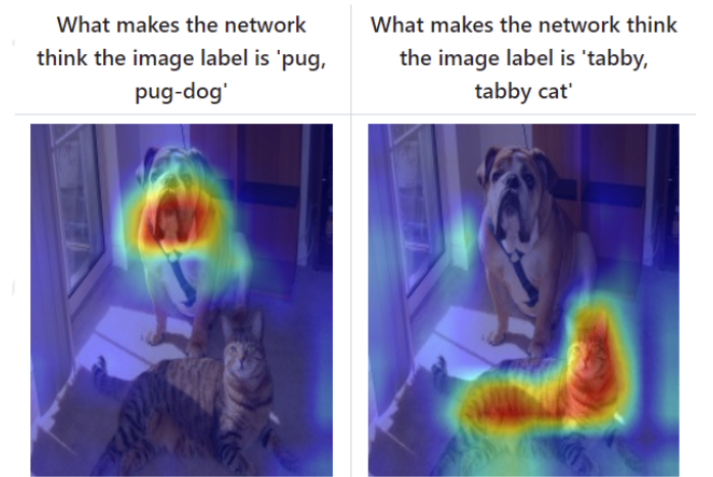 What makes the network
think the image label is 'pug,
pug-dog'
What makes the network think
the image label is 'tabby,
tabby cat'